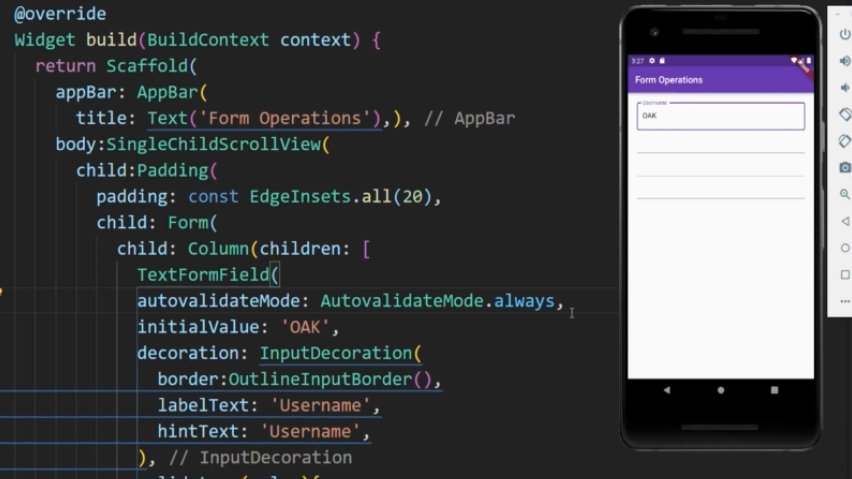 @override
Widget build(BuildContext context) {
return Scaffold(
appBar: AppBar(
title: Text('Form Operations'),), // AppBar
body:SingleChildScrollView(
child:Padding(
padding: const EdgeInsets.all(20),
child: Form(
child: Column(children: [
TextFormField(
autovalidateMode: AutovalidateMode.always,
initialValue: 'OAK',
decoration: InputDecoration(
border:OutlineInputBorder(),
labelText: 'Username',
hintText: 'Username',
), // InputDecoration
3:27
Form Operations
Username
OAK